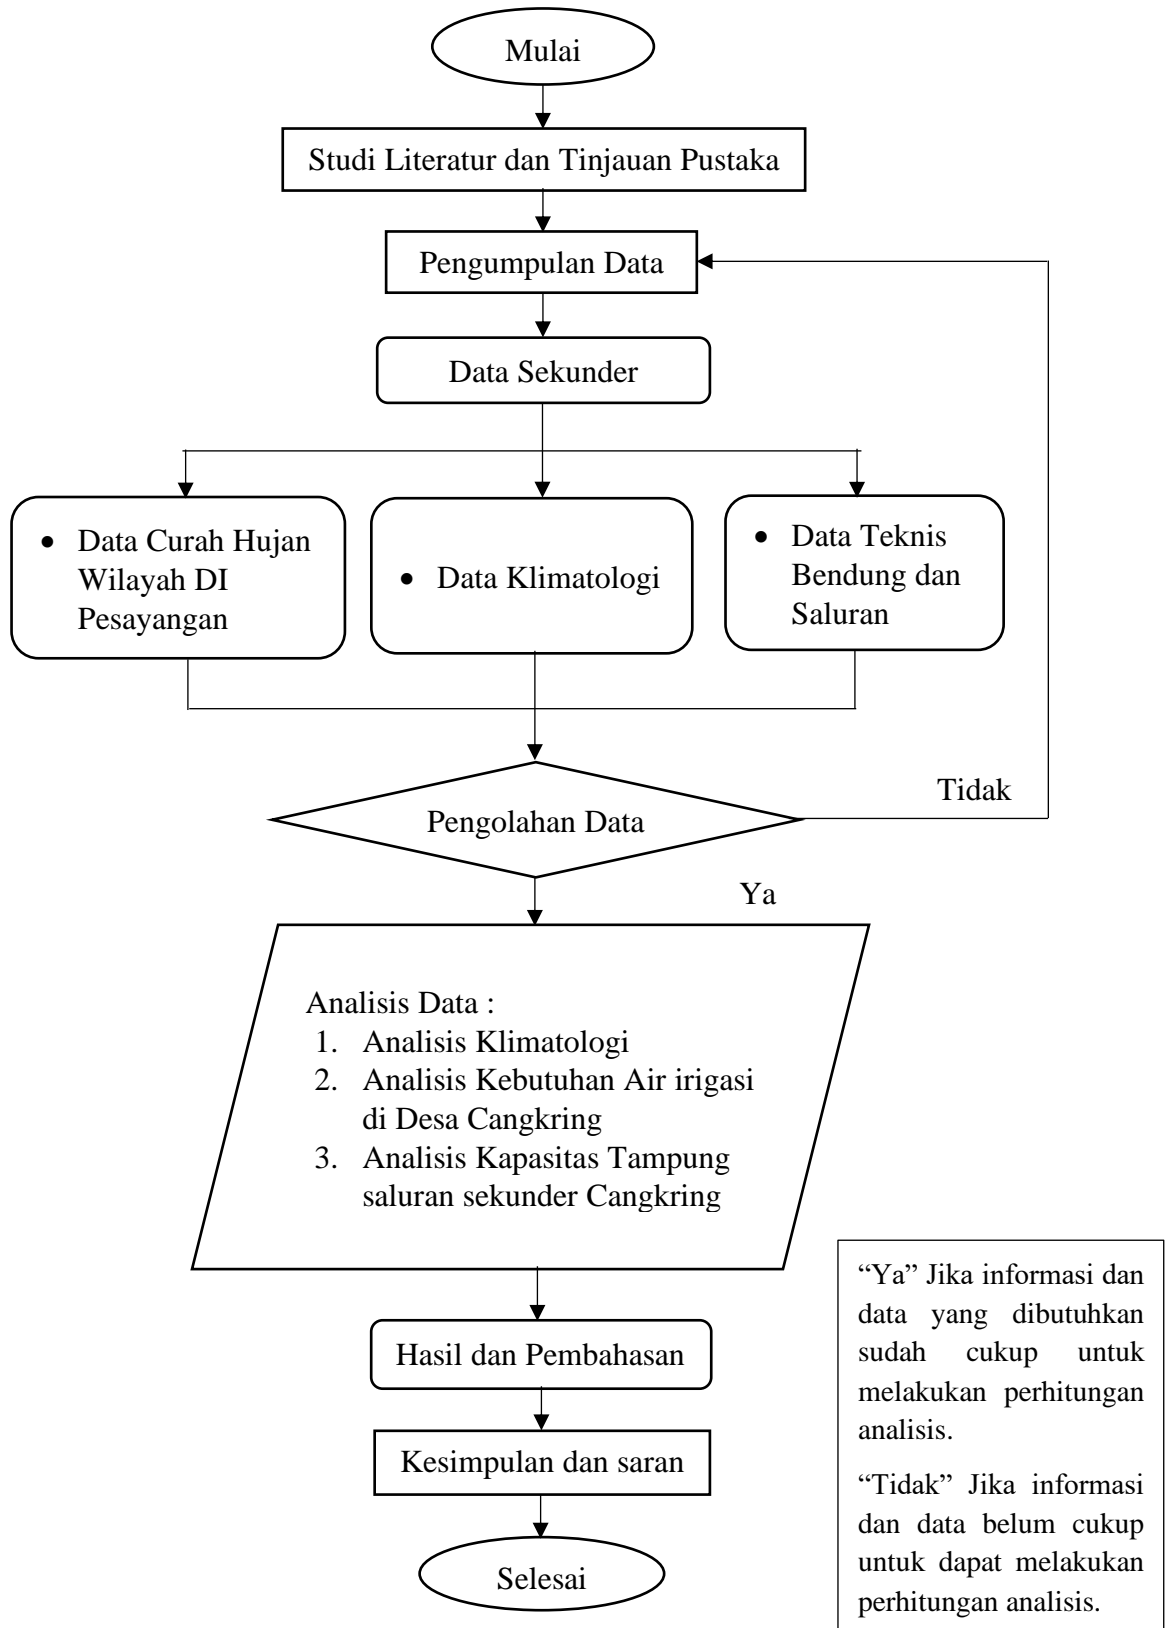 Mulai
Studi Literatur dan Tinjauan Pustaka
Pengumpulan Data
Data Sekunder
• Data Curah Hujan
Wilayah DI
Pesayangan
• Data Klimatologi
• Data Teknis
Bendung dan
Saluran
Tidak
Pengolahan Data
Ya
Analisis Data :
1. Analisis Klimatologi
2. Analisis Kebutuhan Air irigasi
di Desa Cangkring
3. Analisis Kapasitas Tampung
saluran sekunder Cangkring
Hasil dan Pembahasan
Kesimpulan dan saran
Selesai
“Ya” Jika informasi dan
data yang dibutuhkan
sudah cukup untuk
melakukan perhitungan
analisis.
“Tidak” Jika informasi
dan data belum cukup
untuk dapat melakukan
perhitungan analisis.